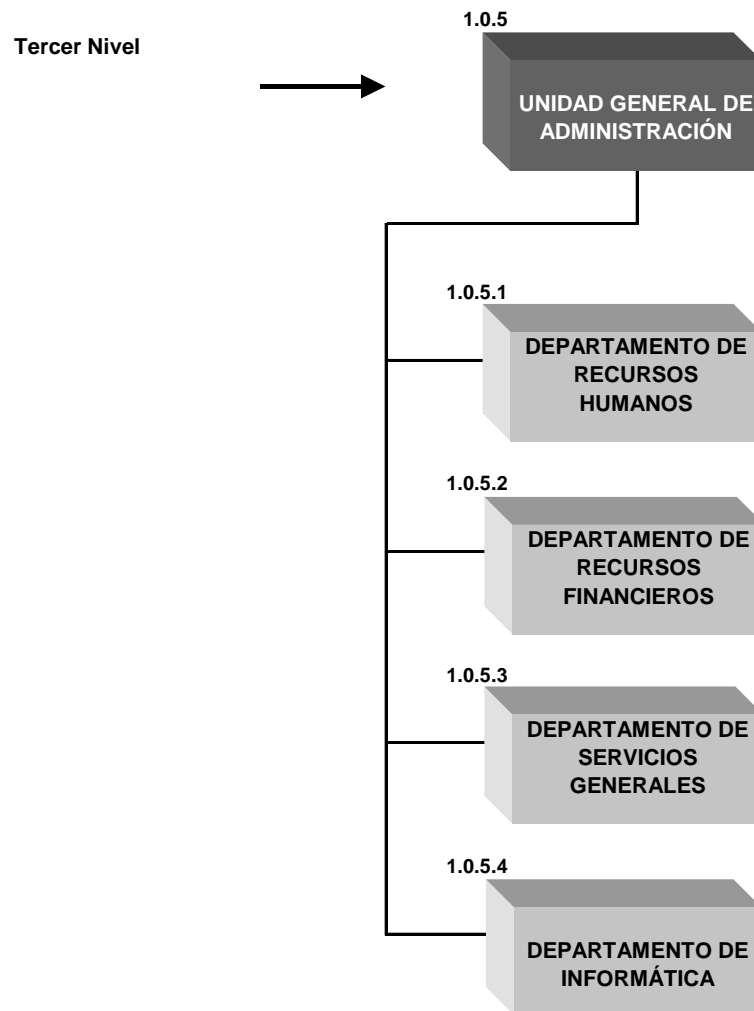 1.0.5
Tercer Nivel
UNIDAD GENERAL DE
ADMINISTRACIÓN
1.0.5.1
DEPARTAMENTO DE
RECURSOS
HUMANOS
1.0.5.2
DEPARTAMENTO DE
RECURSOS
FINANCIEROS
1.0.5.3
DEPARTAMENTO DE
SERVICIOS
GENERALES
1.0.5.4
DEPARTAMENTO DE
INFORMÁTICA